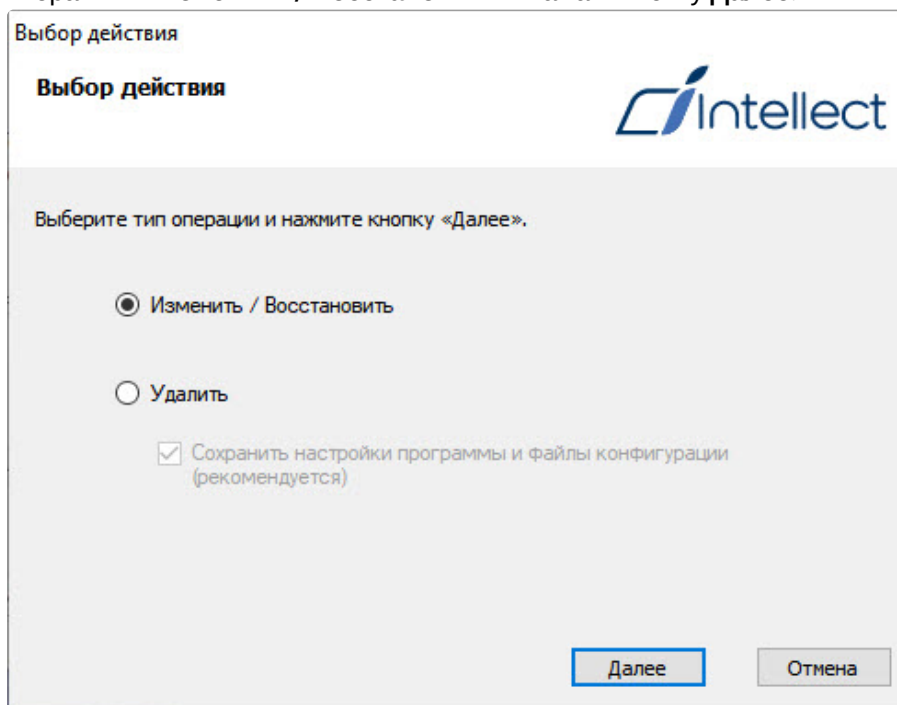 Выбор действия
Выбор действия
Intellect
Выберите тип операции и нажмите кнопку «Далее».
Изменить / Восстановить
Удалить
Сохранить настройки программы и файлы конфигурации
(рекомендуется)
Далее
Отмена